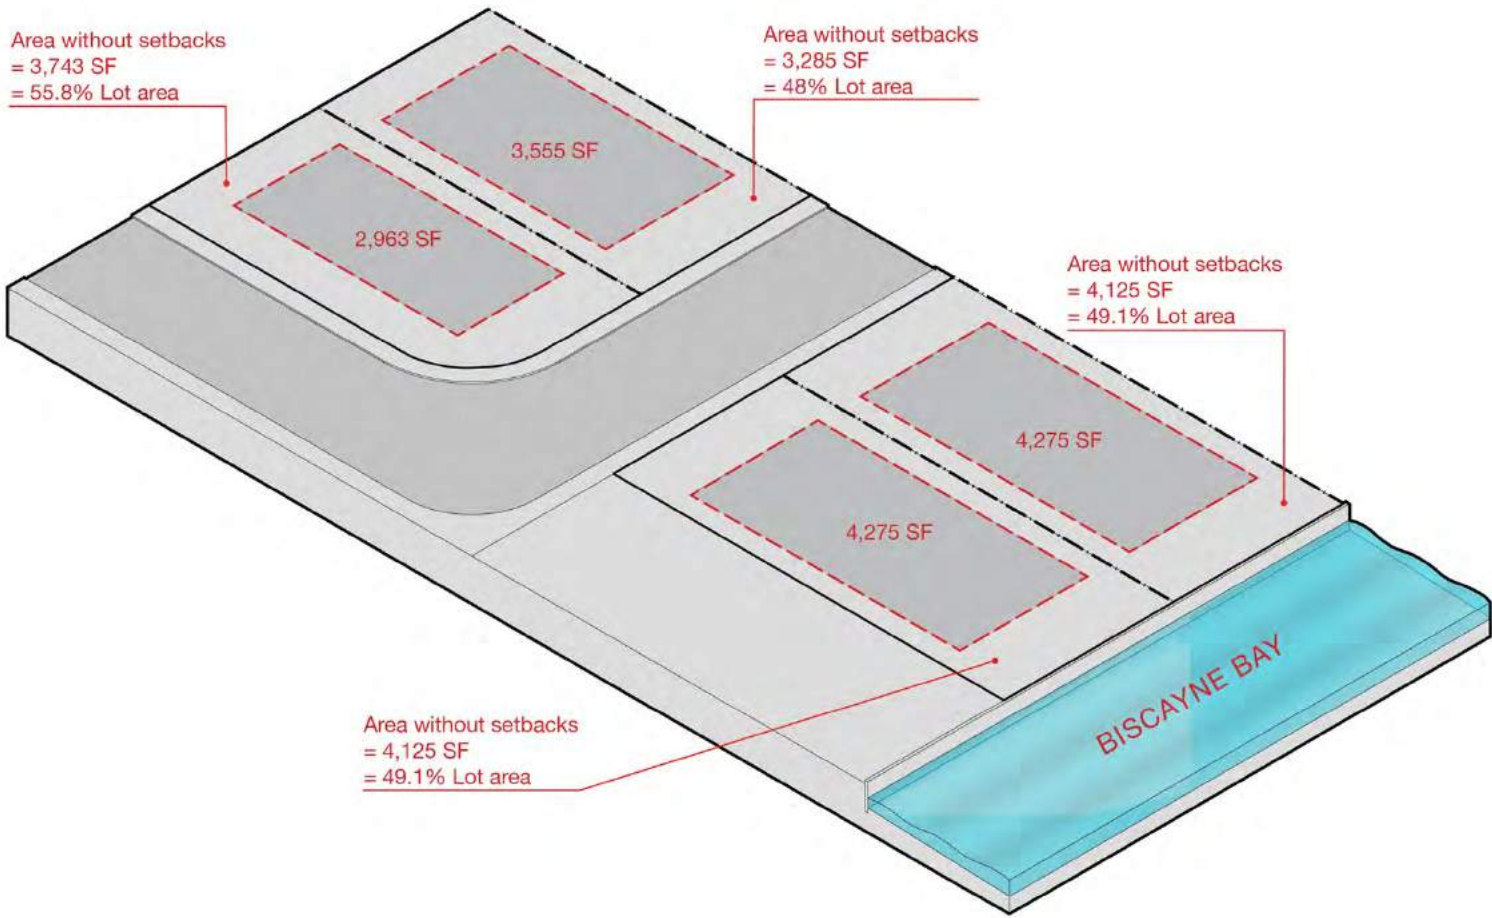 Area without setbacks
= 3,743 SF
= 55.8% Lot area
Area without setbacks
= 3,285 SF
= 48% Lot area
3,555 SF
2,963 SF
Area without setbacks
= 4,125 SF
= 49.1% Lot area
4,275 SF
4,275 SF
BISCAYNE BAY
Area without setbacks
= 4,125 SF
= 49.1% Lot area